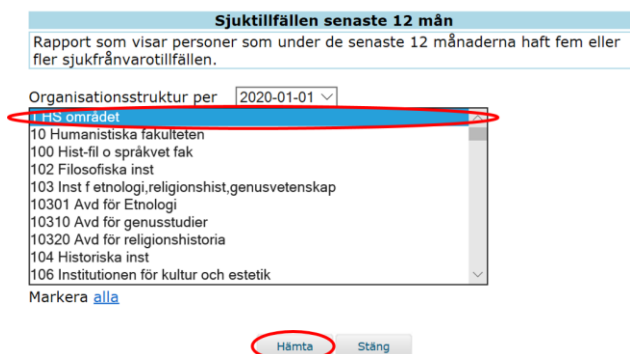 Sjuktillfällen senaste 12 mån
Rapport som visar personer som under de senaste 12 månaderna haft fem eller
fler sjukfrånvarotillfällen.
Organisationsstruktur per 2020-01-01
1 HS området
10 Humanistiska fakulteten
100 Hist-fil o språkvet fak
102 Filosofiska inst
103 Inst f etnologi,religionshist,genusvetenskap
10301 Avd för Etnologi
10310 Avd för genusstudier
10320 Avd för religionshistoria
104 Historiska inst
106 Institutionen för kultur och estetik
Markera alla
Hämta Stäng